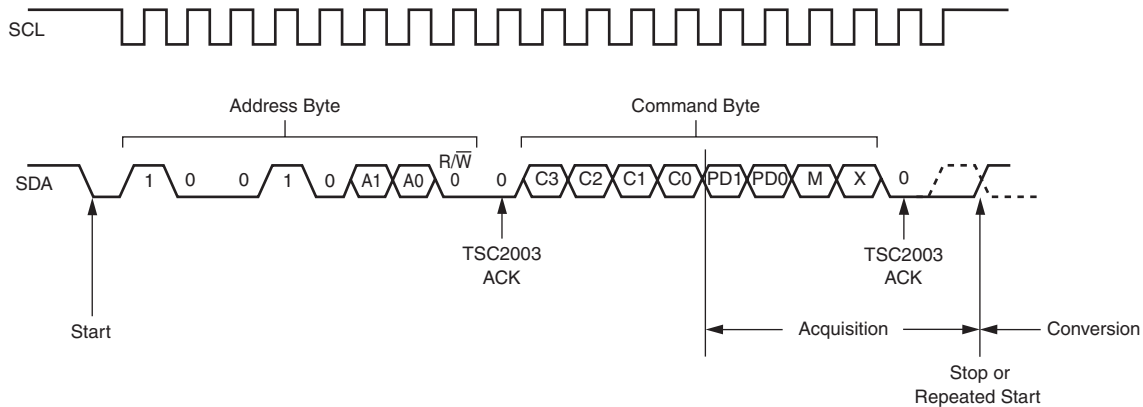 SCL
Address Byte
Command Byte
R/W
SDA
1 0 0 1 0 A1 A0 0 0 C3 C2 C1 C0 PD1 PD0 M X 0
TSC2003
ACK
TSC2003
ACK
Start
Acquisition
Conversion
Stop or
Repeated Start